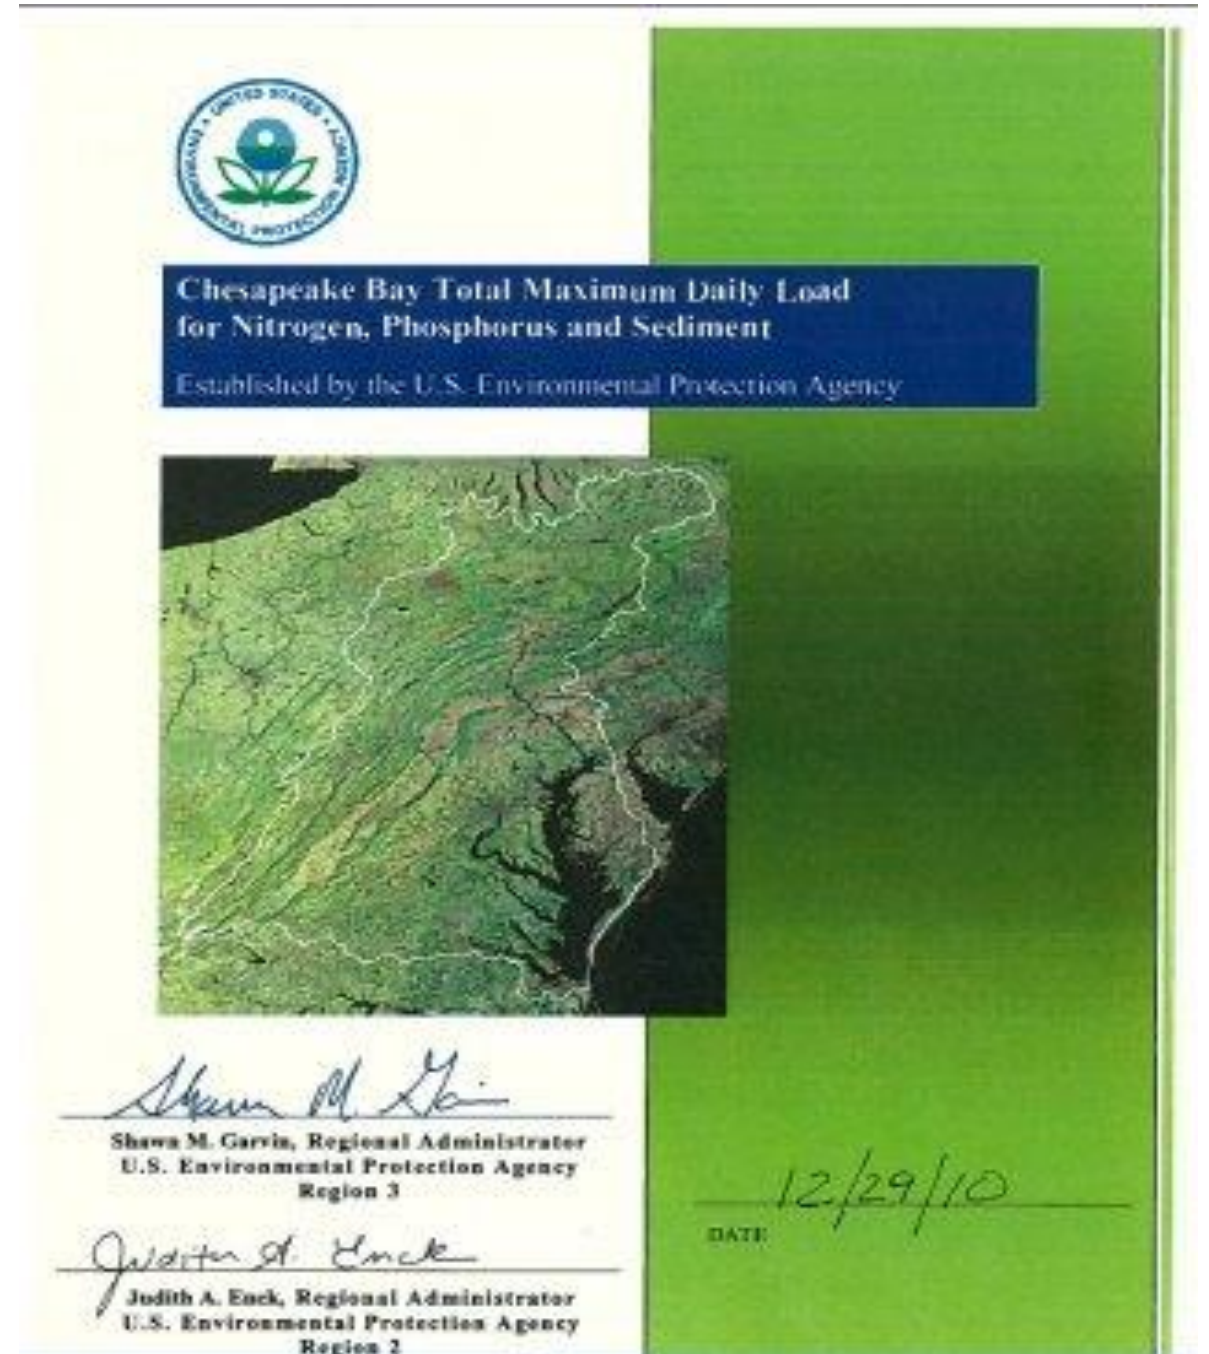 UNITED STATES • ENVIRONMENTAL PROTECTION AGENCY •
Chesapeake Bay Total Maximum Daily Load
for Nitrogen, Phosphorus and Sediment
Established by the U.S. Environmental Protection Agency
Shawn M. Garvin
Shawn M. Garvin, Regional Administrator
U.S. Environmental Protection Agency
Region 3
12/29/10
DATE
Judith A. Enck
Judith A. Enck, Regional Administrator
U.S. Environmental Protection Agency
Region 2